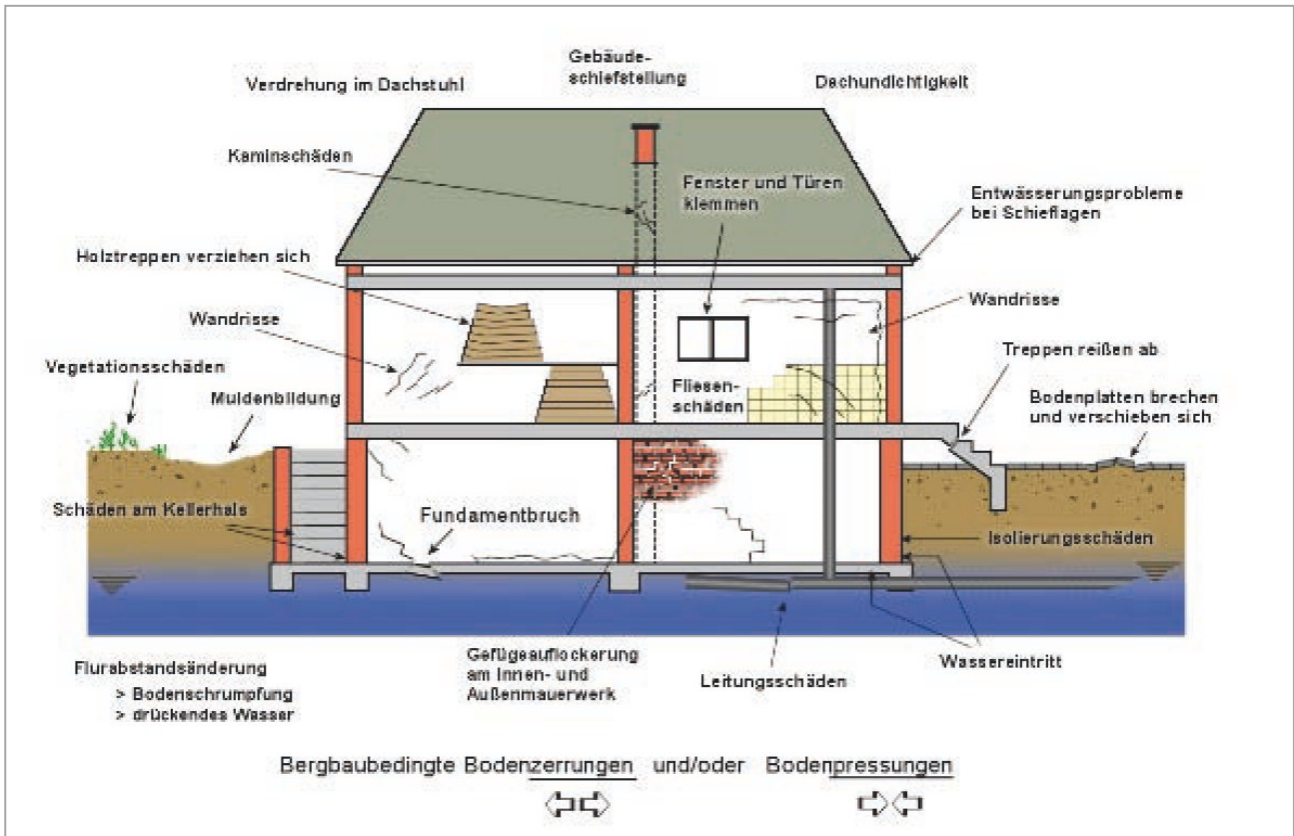 Gebäude-
schiefstellung
Verdrehung im Dachstuhl
Dachundichtigkeit
Kaminschäden
Fenster und Türen
klemmen
Entwässerungsprobleme
bei Schieflagen
Holztreppen verziehen sich
Wandrisse
Wandrisse
Treppen reißen ab
Vegetationsschäden
Muldenbildung
Fliesen-
schäden
Bodenplatten brechen
und verschieben sich
Schäden am Kellerhals
Fundamentbruch
Isolierungsschäden
Flurabstandsänderung
> Bodenschrumpfung
> drückendes Wasser
Gefügeauflockerung
am Innen- und
Außenmauerwerk
Leitungsschäden
Wassereintritt
Bergbaubedingte Bodenzerrungen und/oder Bodenpressungen